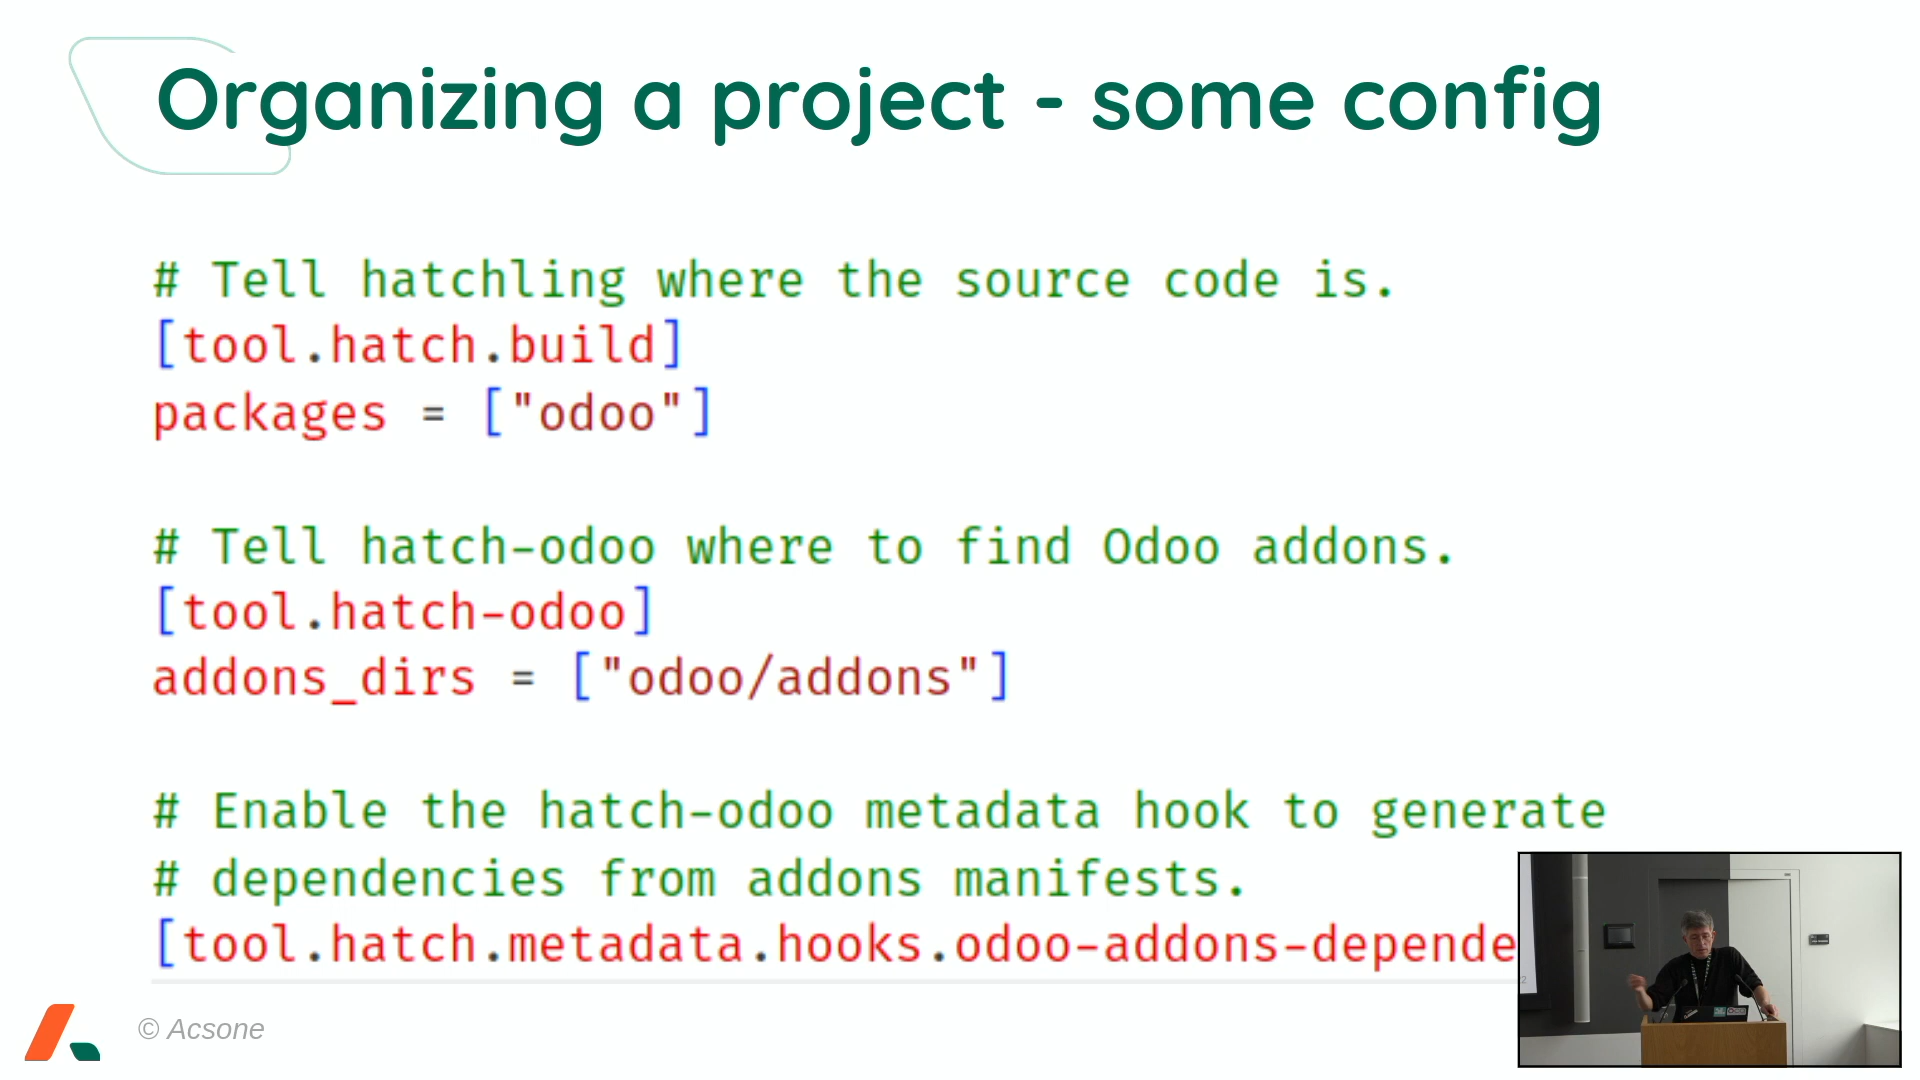 Organizing a project - some config
# Tell hatchling where the source code is.
[tool.hatch.build]
packages = ["odoo"]
# Tell hatch-odoo where to find Odoo addons.
[tool.hatch-odoo]
addons_dirs = ["odoo/addons"]
# Enable the hatch-odoo metadata hook to generate
# dependencies from addons manifests.
[tool.hatch.metadata.hooks.odoo-addons-depende
© Acsone